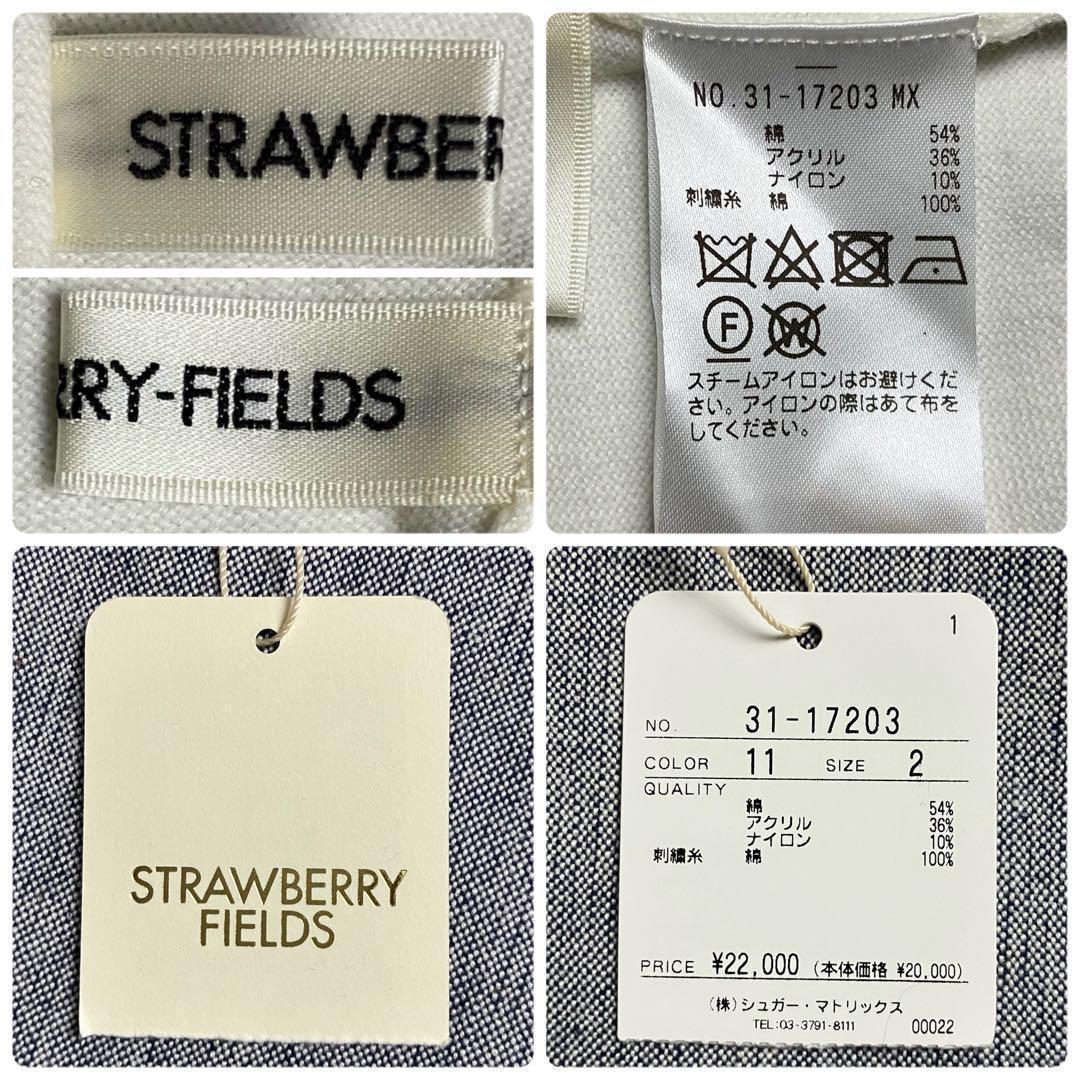 STRAWBER
RRY-FIELDS
NO.31-17203 MX
綿 54%
アクリル 36%
ナイロン 10%
刺繍糸 綿 100%
F
W
スチームアイロンはお避けくだ
さい。アイロンの際はあて布を
してください。
STRAWBERRY
FIELDS
1
NO. 31-17203
COLOR 11 SIZE 2
QUALITY
綿 54%
アクリル 36%
ナイロン 10%
刺繍糸 綿 100%
PRICE ¥22,000 (本体価格 ¥20,000)
(株)シュガー・マトリックス
TEL:03-3791-8111 00022